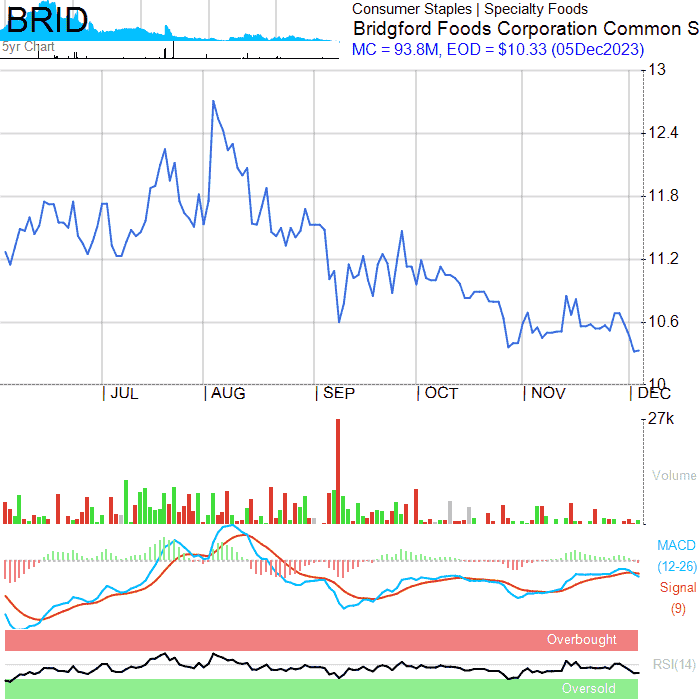 BRID
5yr Chart
Consumer Staples | Specialty Foods
Bridgford Foods Corporation Common S
MC = 93.8M, EOD = $10.33 (05Dec2023)
13
12.4
11.8
11.2
10.6
10
| JUL | AUG | SEP | OCT | NOV | DEC
27k
Volume
MACD
(12-26)
Signal
(9)
Overbought
RSI(14)
Oversold